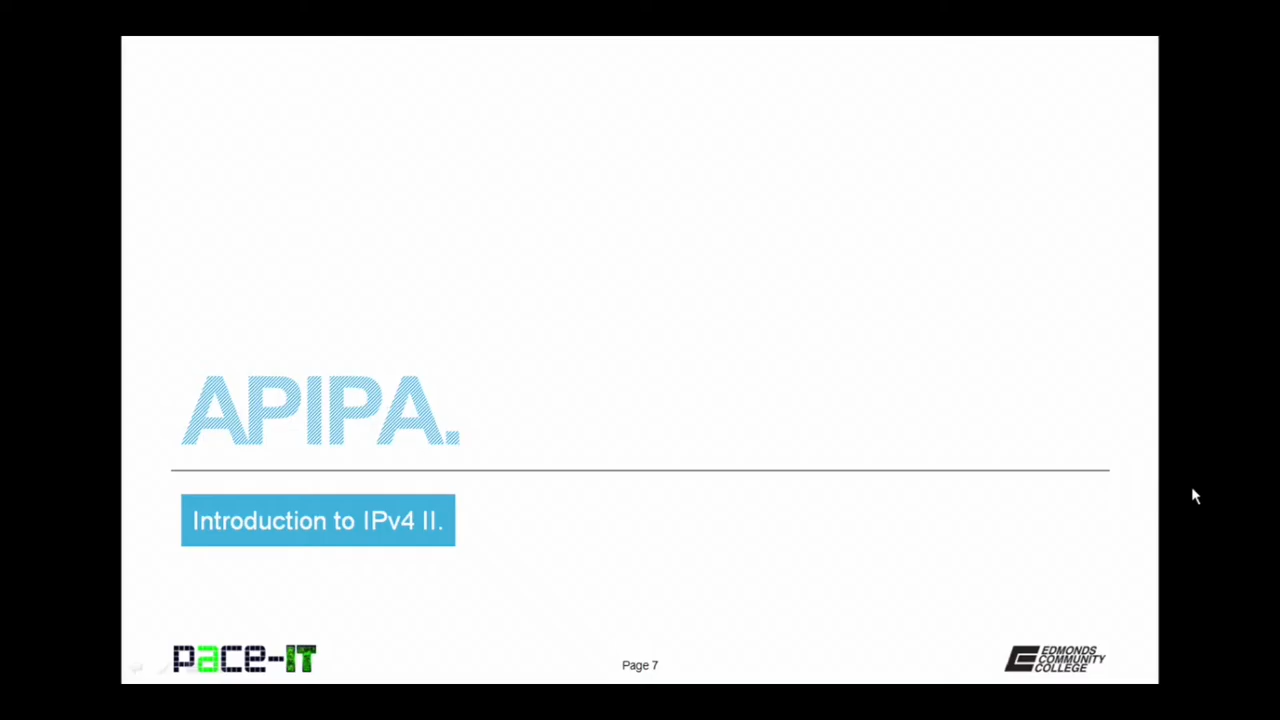 APIPA.
Introduction to IPv4 II.
pace-IT
Page 7
EDMONDS
COMMUNITY
COLLEGE